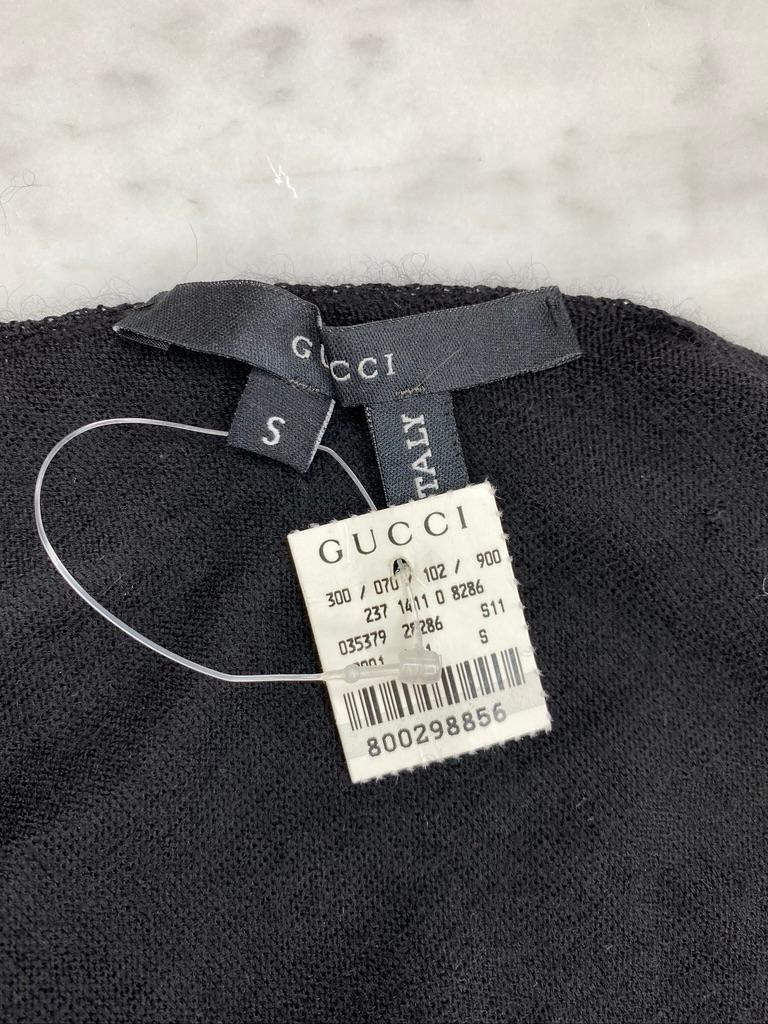 GUCCI
S
ITALY
GUCCI
300 / 070 / 102 / 900
237 1411 0 8286
035379 28286 S11
S
800298856